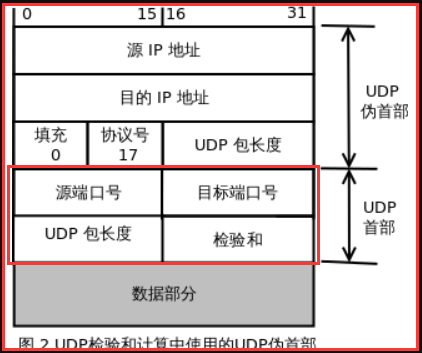 0 15 16 31
源 IP 地址
目的 IP 地址
UDP
伪首部
填充
0
协议号
17
UDP 包长度
源端口号
目标端口号
UDP
首部
UDP 包长度
检验和
数据部分
图 2 UDP检验和计算中使用的UDP伪首部